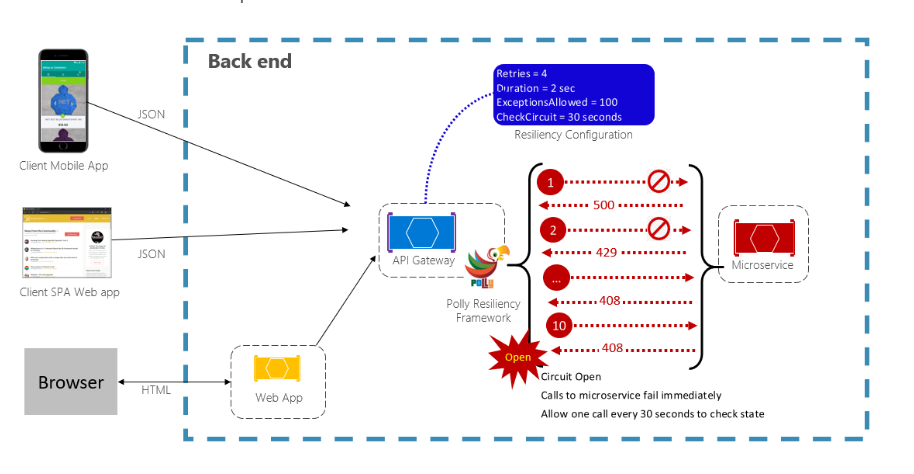 Back end
Retries = 4
Duration = 2 sec
ExceptionsAllowed = 100
CheckCircuit = 30 seconds
Resiliency Configuration
JSON
Client Mobile App
1
500
2
429
...
408
10
408
API Gateway
Polly
Polly Resiliency
Framework
Microservice
JSON
Client SPA Web app
Open
Browser
HTML
Web App
Circuit Open
Calls to microservice fail immediately
Allow one call every 30 seconds to check state